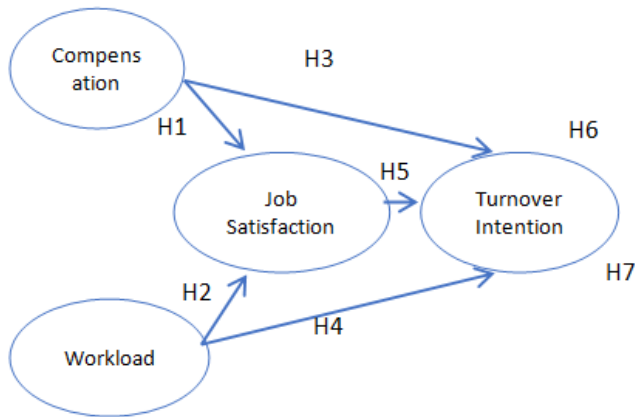 Compens
ation
H3
H1
H6
H5
Job
Satisfaction
Turnover
Intention
H7
H2
H4
Workload